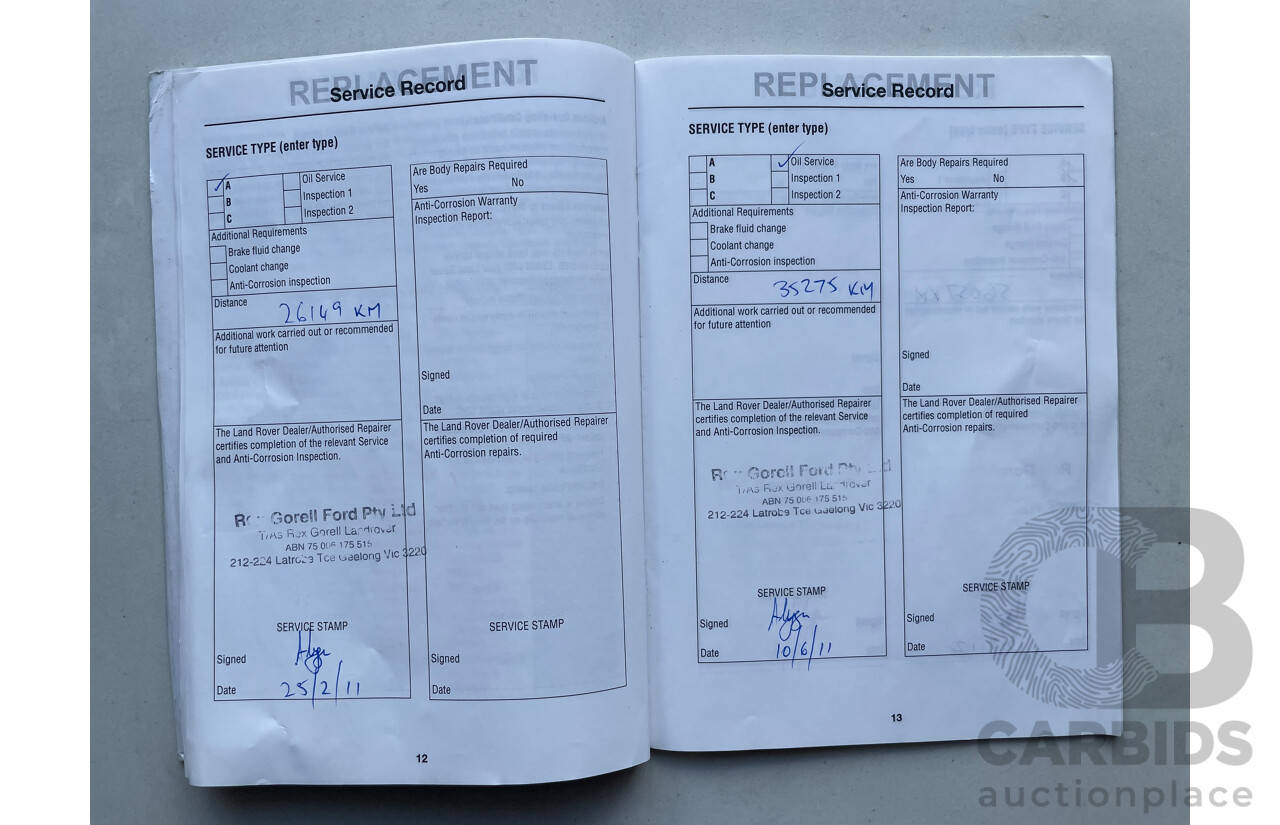 REPLACEMENT
Service Record
SERVICE TYPE (enter type)
A
B
C
Oil Service
Inspection 1
Inspection 2
Additional Requirements
Brake fluid change
Coolant change
Anti-Corrosion inspection
Distance
26149 KM
Additional work carried out or recommended
for future attention
The Land Rover Dealer/Authorised Repairer
certifies completion of the relevant Service
and Anti-Corrosion Inspection.
Gorell Ford Pty Ltd
T/As Rex Gorell Landrover
ABN 75 006 175 515
212-224 Latrobe Tce Geelong Vic 3220
SERVICE STAMP
Signed
Date
25/2/11
Are Body Repairs Required
Yes No
Anti-Corrosion Warranty
Inspection Report:
Signed
Date
The Land Rover Dealer/Authorised Repairer
certifies completion of required
Anti-Corrosion repairs.
SERVICE STAMP
Signed
Date
12
REPLACEMENT
Service Record
SERVICE TYPE (enter type)
A
B
C
Oil Service
Inspection 1
Inspection 2
Additional Requirements
Brake fluid change
Coolant change
Anti-Corrosion inspection
Distance
35275 KM
Additional work carried out or recommended
for future attention
The Land Rover Dealer/Authorised Repairer
certifies completion of the relevant Service
and Anti-Corrosion Inspection.
Gorell Ford Pty Ltd
T/As Rex Gorell Landrover
ABN 75 006 175 515
212-224 Latrobe Tce Geelong Vic 3220
SERVICE STAMP
Signed
Date
10/6/11
Are Body Repairs Required
Yes No
Anti-Corrosion Warranty
Inspection Report:
Signed
Date
The Land Rover Dealer/Authorised Repairer
certifies completion of required
Anti-Corrosion repairs.
SERVICE STAMP
Signed
Date
13
CB
CARBIDS
auctionplace